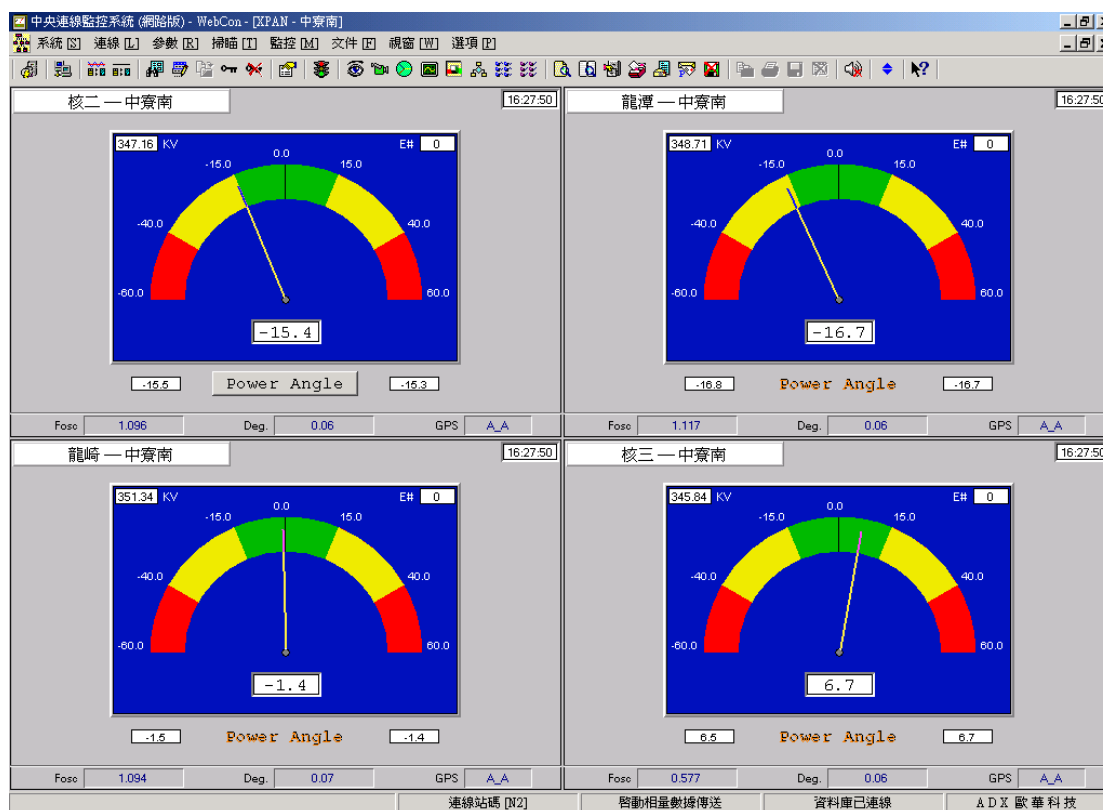 中央連線監控系統 (網路版) - WebCon - [XPAN - 中寮南]
系統 [S] 連線 [L] 參數 [R] 掃瞄 [T] 監控 [M] 文件 [F] 視窗 [W] 選項 [P]
核二 — 中寮南 16:27:50
347.16 KV E# 0
0.0
-15.0 15.0
-40.0 40.0
-60.0 60.0
-15.4
-15.5 Power Angle -15.3
Fosc 1.096 Deg. 0.06 GPS A_A
龍潭 — 中寮南 16:27:50
348.71 KV E# 0
0.0
-15.0 15.0
-40.0 40.0
-60.0 60.0
-16.7
-16.8 Power Angle -16.7
Fosc 1.117 Deg. 0.06 GPS A_A
龍崎 — 中寮南 16:27:50
351.34 KV E# 0
0.0
-15.0 15.0
-40.0 40.0
-60.0 60.0
-1.4
-1.5 Power Angle -1.4
Fosc 1.094 Deg. 0.07 GPS A_A
核三 — 中寮南 16:27:50
345.84 KV E# 0
0.0
-15.0 15.0
-40.0 40.0
-60.0 60.0
6.7
6.5 Power Angle 6.7
Fosc 0.577 Deg. 0.06 GPS A_A
連線站碼 [N2] 啓動相量數據傳送 資料庫已連線 ADX 歐華科技